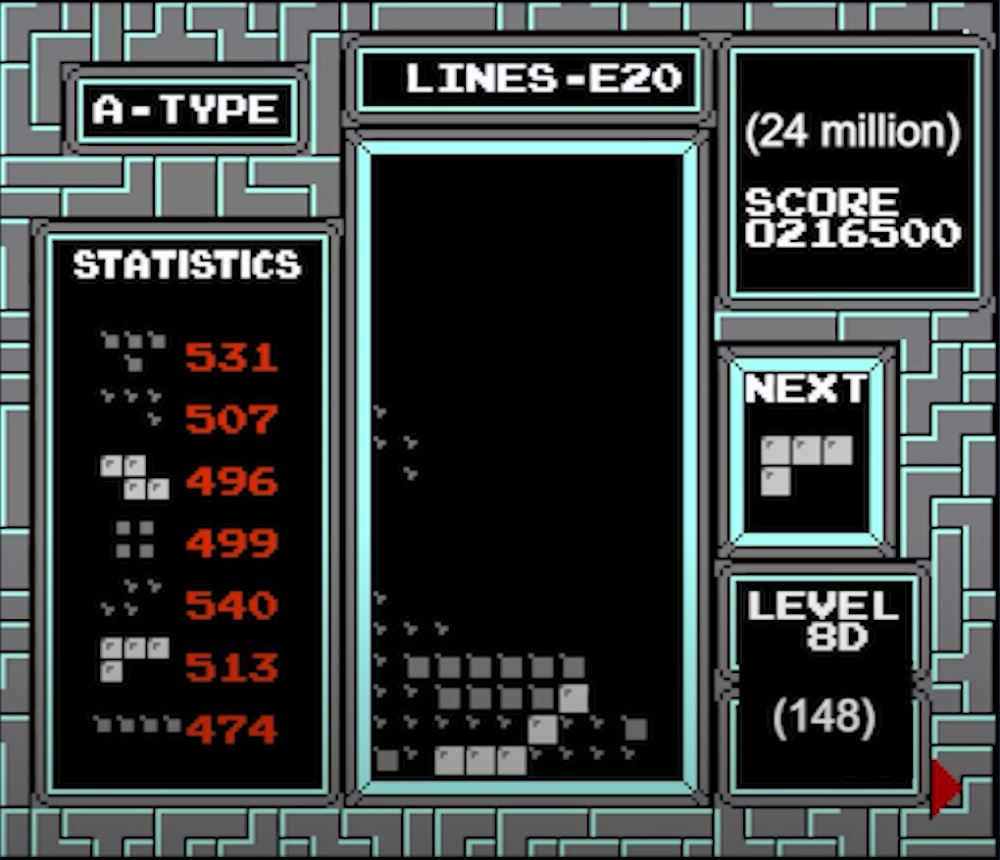 A-TYPE
LINES-E20
(24 million)
SCORE
0216500
STATISTICS
531
507
496
499
540
513
474
NEXT
LEVEL
8D
(148)